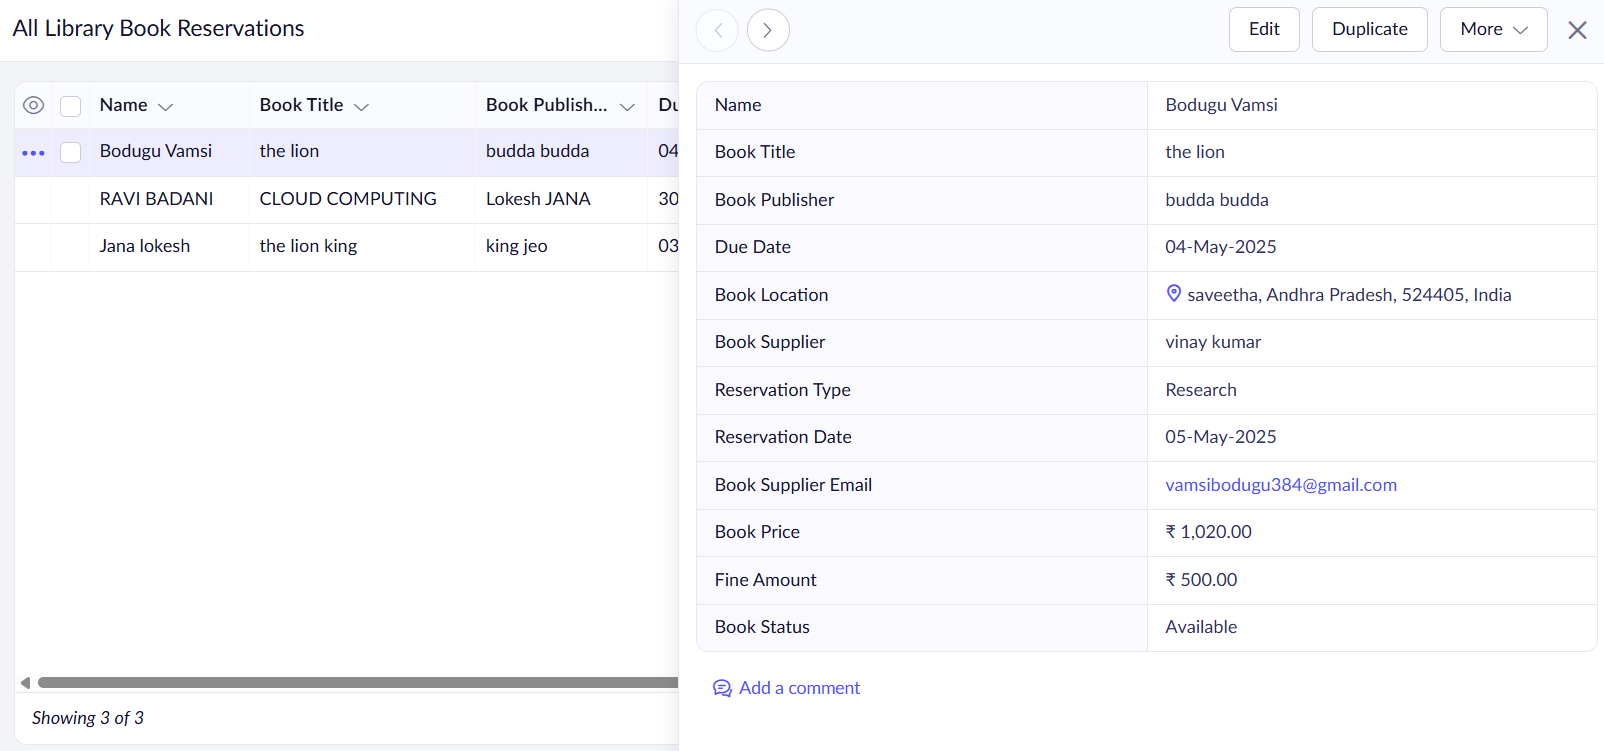 All Library Book Reservations
Name Book Title Book Publish... Du
Bodugu Vamsi the lion budda budda 04
RAVI BADANI CLOUD COMPUTING Lokesh JANA 30
Jana lokesh the lion king king jeo 03
Showing 3 of 3
Edit Duplicate More
Name Bodugu Vamsi
Book Title the lion
Book Publisher budda budda
Due Date 04-May-2025
Book Location saveetha, Andhra Pradesh, 524405, India
Book Supplier vinay kumar
Reservation Type Research
Reservation Date 05-May-2025
Book Supplier Email vamsibodugu384@gmail.com
Book Price ₹ 1,020.00
Fine Amount ₹ 500.00
Book Status Available
Add a comment